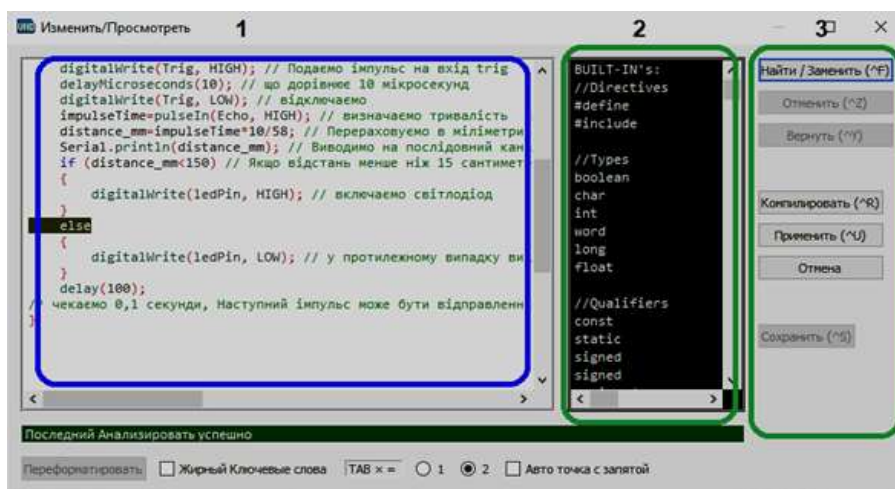 UHD Изменить/Просмотреть 1 2 3
digitalWrite(Trig, HIGH); // Подаємо імпульс на вхід trig
delayMicroseconds(10); // що дорівнює 10 мікросекунд
digitalWrite(Trig, LOW); // відключаємо
impulseTime=pulseIn(Echo, HIGH); // визначаємо тривалість
distance_mm=impulseTime*10/58; // Перераховуємо в міліметри
Serial.println(distance_mm); // Виводимо на послідовний кан
if (distance_mm<150) // Якщо відстань менше ніж 15 сантимет
{
digitalWrite(ledPin, HIGH); // включаємо світлодіод
}
else
{
digitalWrite(ledPin, LOW); // у протилежному випадку ви
}
delay(100);
// чекаємо 0,1 секунди, Наступний імпульс може бути відправленн
}
BUILT-IN's:
//Directives
#define
#include
//Types
boolean
char
int
word
long
float
//Qualifiers
const
static
signed
signed
Найти / Заменить (^F)
Отменить (^Z)
Вернуть (^Y)
Компилировать (^R)
Применить (^U)
Отмена
Сохранить (^S)
Последний Анализировать успешно
Переформатировать Жирный Ключевые слова TAB × = 1 2 Авто точка с запятой